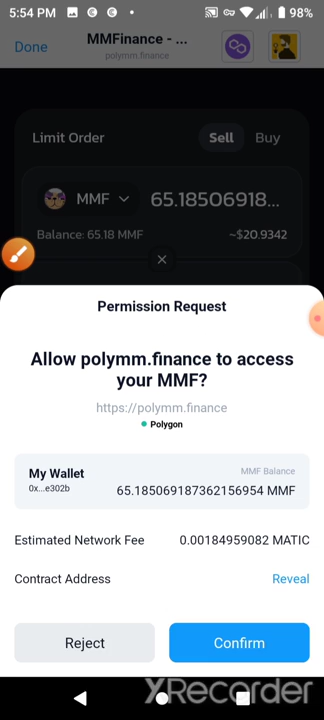 5:54 PM
98%
Done
MMFinance - ...
polymm.finance
Limit Order
Sell
Buy
MMF
65.18506918...
Balance: 65.18 MMF
~$20.9342
Permission Request
Allow polymm.finance to access
your MMF?
https://polymm.finance
Polygon
My Wallet
MMF Balance
0x...e302b
65.185069187362156954 MMF
Estimated Network Fee
0.00184959082 MATIC
Contract Address
Reveal
Reject
Confirm
XRecorder